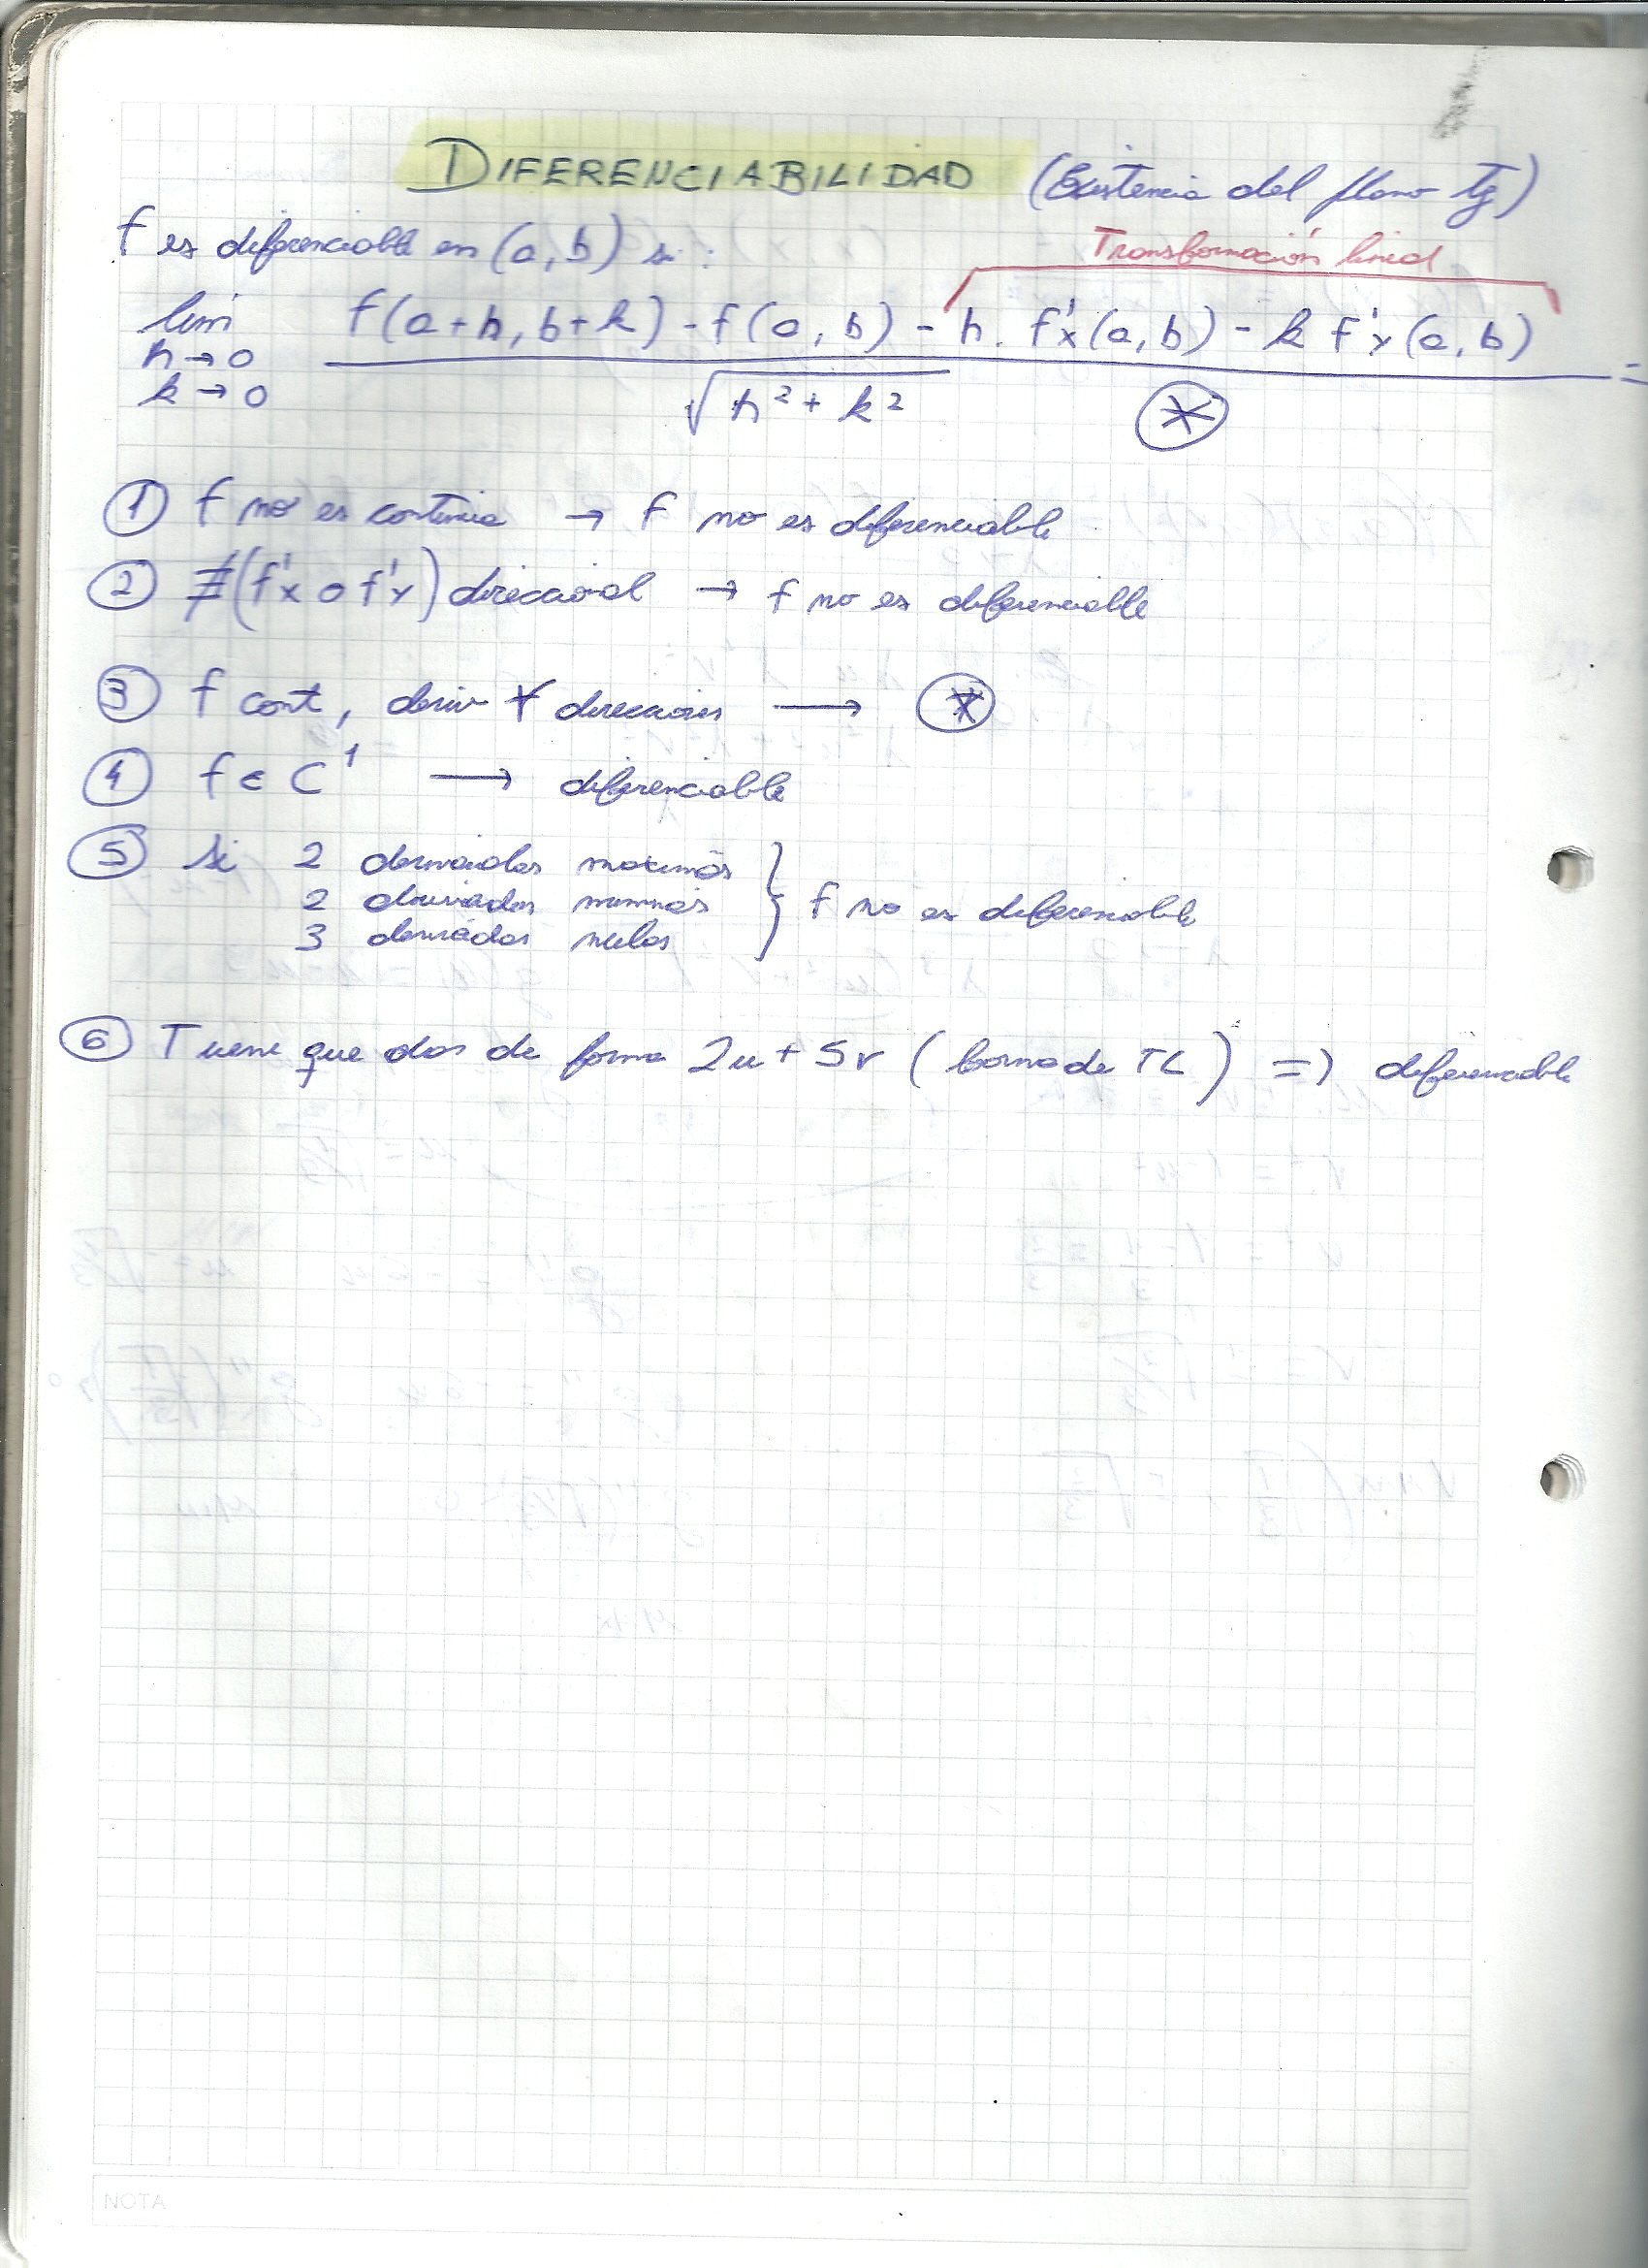 DIFERENCIABILIDAD (Existencia del plano Tg)
f es diferenciable en (a, b) si:
Transformación lineal
lim f(a+h, b+k) - f(a, b) - h. f'x(a, b) - k f'y(a, b) =
h→0
k→0 √h²+k² *
1 f no es continua → f no es diferenciable
2 ∄(f'x o f'y) direccional → f no es diferenciable
3 f cont, deriv ∀ direcciones → *
4 f ∈ C¹ → diferenciable
5 Si 2 derivadas maximas
2 derivadas minimas } f no es diferenciable
3 derivadas nulas
6 Tiene que dar de forma 2u + 5v (forma de TL) => diferenciable
NOTA